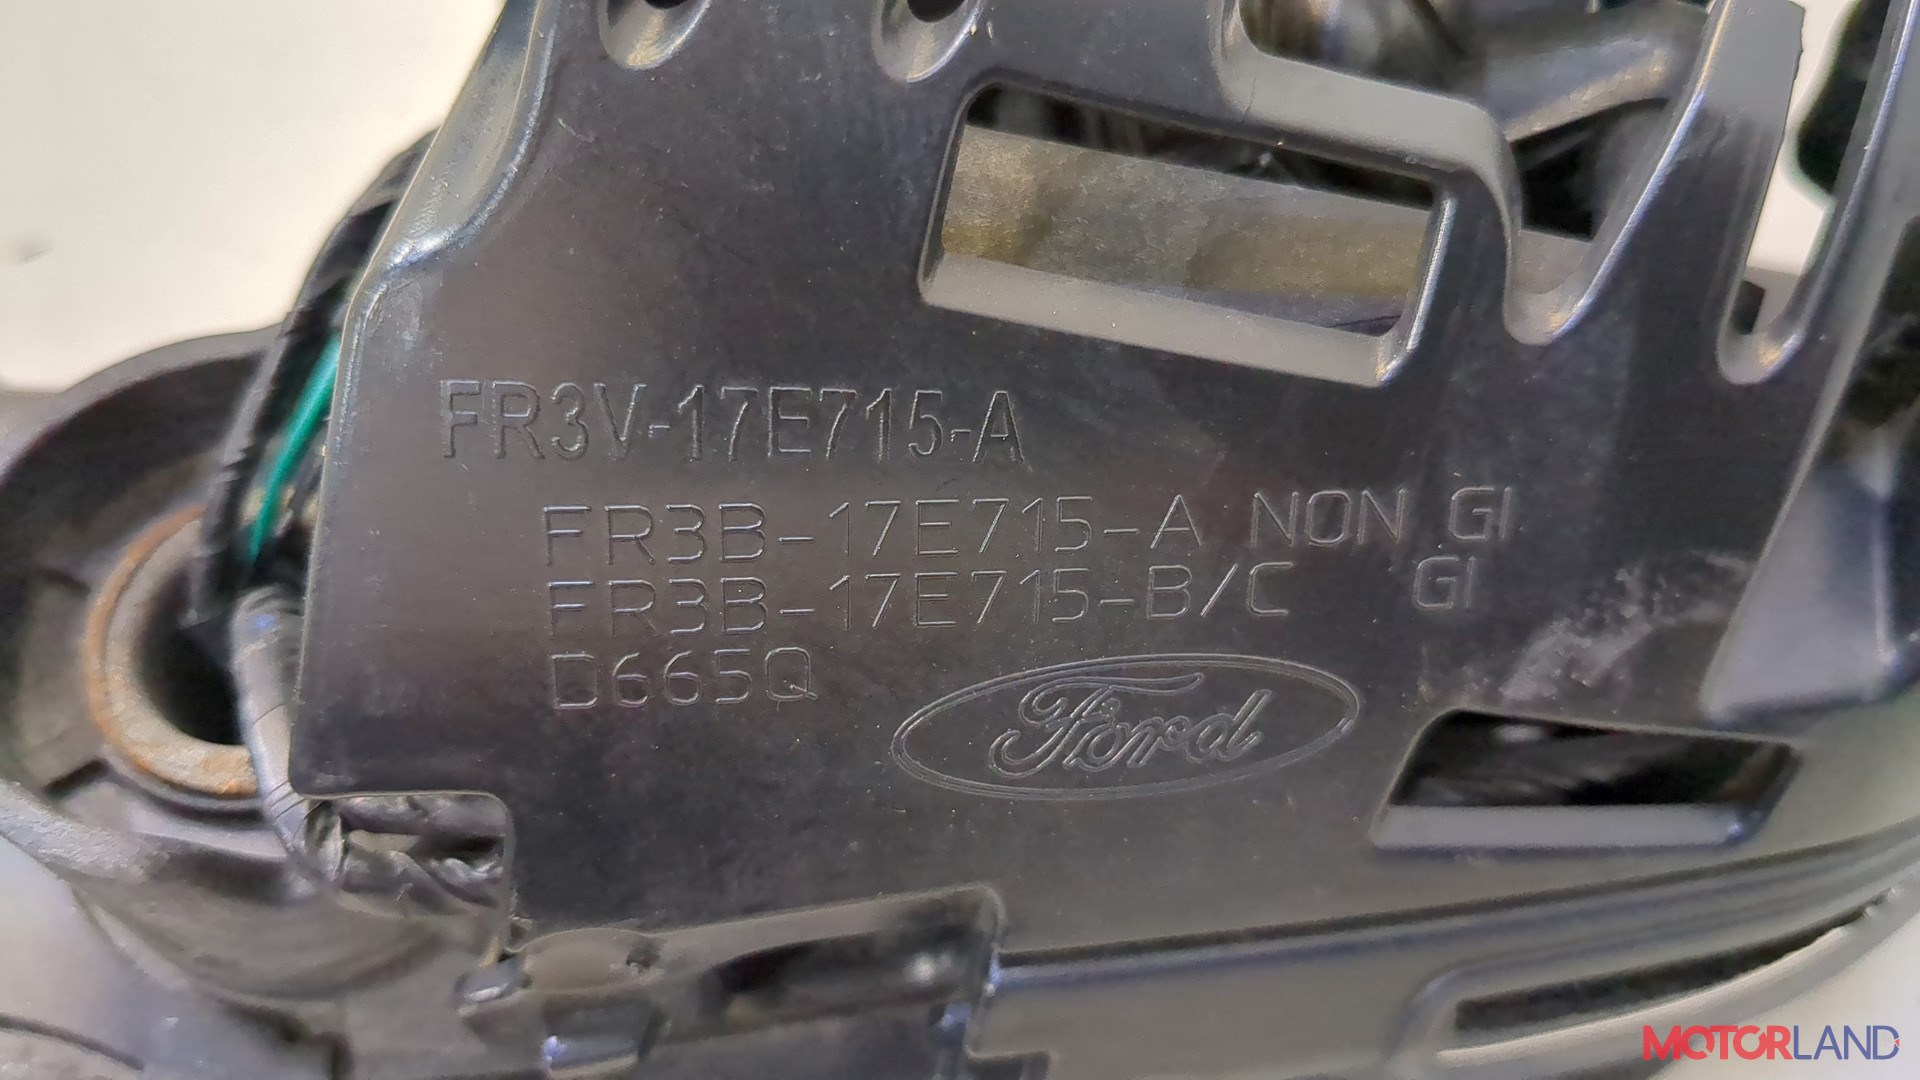 FR3V-17E715-A
FR3B-17E715-A NON GI
FR3B-17E715-B/C GI
D665Q
Ford
MOTORLAND